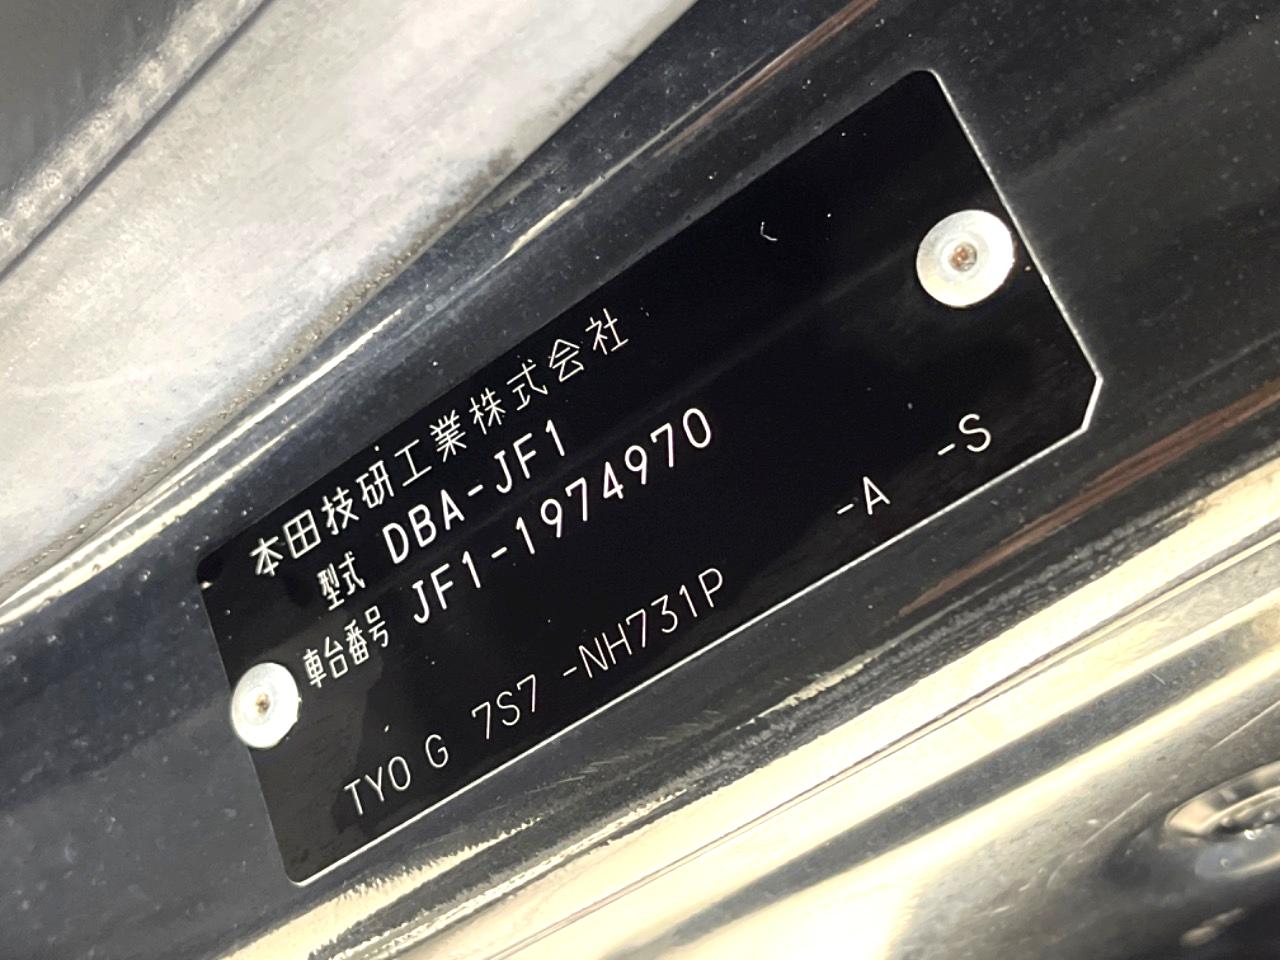 本田技研工業株式会社
型式 DBA-JF1
車台番号 JF1-1974970
TYO G 7S7 -NH731P -A -S